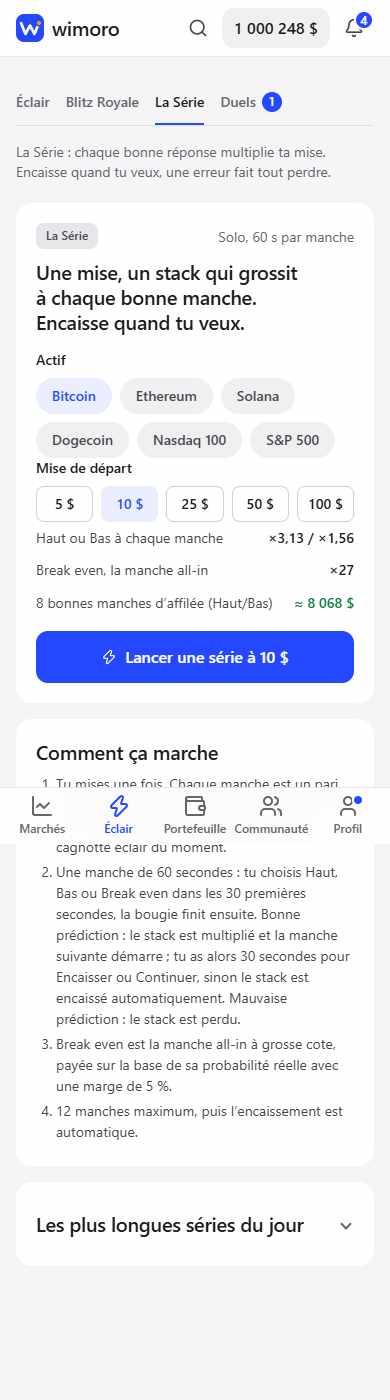 wimoro
1 000 248 $
4
Éclair
Blitz Royale
La Série
Duels 1
La Série : chaque bonne réponse multiplie ta mise.
Encaisse quand tu veux, une erreur fait tout perdre.
La Série
Solo, 60 s par manche
Une mise, un stack qui grossit
à chaque bonne manche.
Encaisse quand tu veux.
Actif
Bitcoin
Ethereum
Solana
Dogecoin
Nasdaq 100
S&P 500
Mise de départ
5 $
10 $
25 $
50 $
100 $
Haut ou Bas à chaque manche ×3,13 / ×1,56
Break even, la manche all-in ×27
8 bonnes manches d’affilée (Haut/Bas) ≈ 8 068 $
Lancer une série à 10 $
Comment ça marche
1. Tu mises une fois. Chaque manche est un pari
Marchés
Éclair
Portefeuille
Communauté
Profil
cagnotte éclair du moment.
2. Une manche de 60 secondes : tu choisis Haut,
Bas ou Break even dans les 30 premières
secondes, la bougie finit ensuite. Bonne
prédiction : le stack est multiplié et la manche
suivante démarre ; tu as alors 30 secondes pour
Encaisser ou Continuer, sinon le stack est
encaissé automatiquement. Mauvaise
prédiction : le stack est perdu.
3. Break even est la manche all-in à grosse cote,
payée sur la base de sa probabilité réelle avec
une marge de 5 %.
4. 12 manches maximum, puis l’encaissement est
automatique.
Les plus longues séries du jour